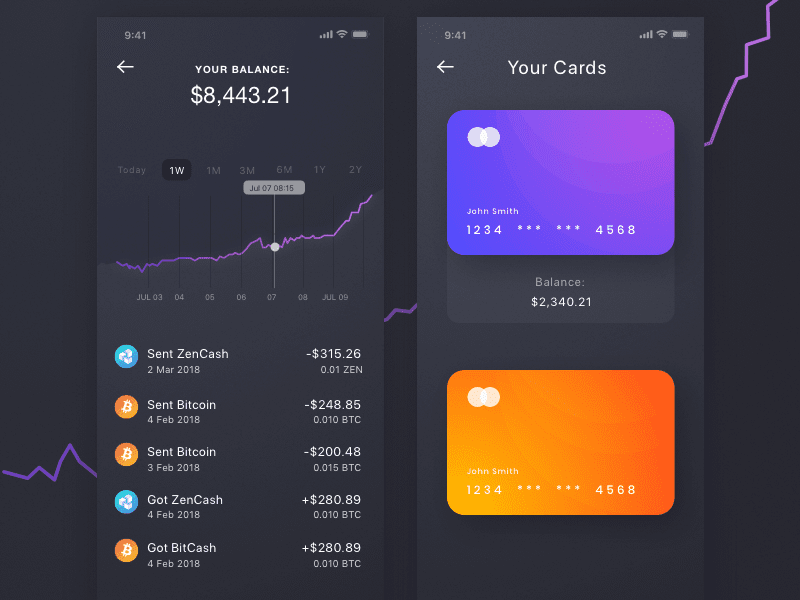 9:41
YOUR BALANCE:
$8,443.21
Today 1W 1M 3M 6M 1Y 2Y
Jul 07 08:15
JUL 03 04 05 06 07 08 JUL 09
Sent ZenCash -$315.26
2 Mar 2018 0.01 ZEN
Sent Bitcoin -$248.85
4 Feb 2018 0.010 BTC
Sent Bitcoin -$200.48
3 Feb 2018 0.015 BTC
Got ZenCash +$280.89
4 Feb 2018 0.010 BTC
Got BitCash +$280.89
4 Feb 2018 0.010 BTC
9:41
Your Cards
John Smith
1234 *** *** 4568
Balance:
$2,340.21
John Smith
1234 *** *** 4568